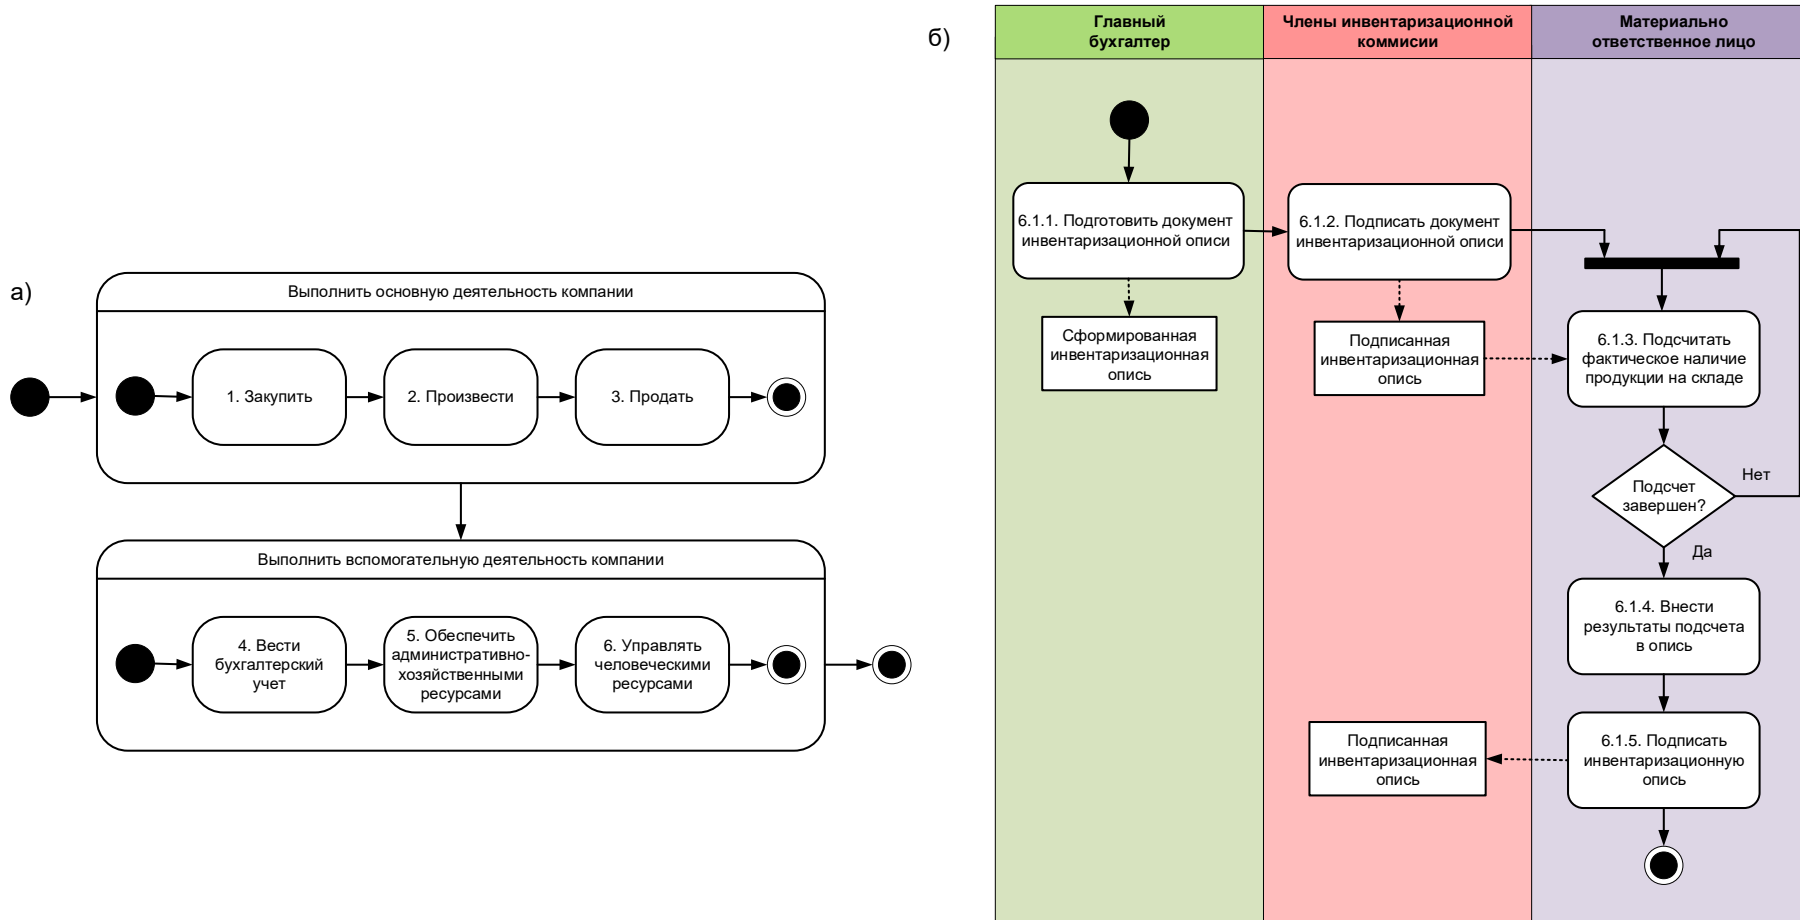 а)
Выполнить основную деятельность компании
1. Закупить
2. Произвести
3. Продать
Выполнить вспомогательную деятельность компании
4. Вести
бухгалтерский
учет
5. Обеспечить
административно-
хозяйственными
ресурсами
6. Управлять
человеческими
ресурсами
б)
Главный
бухгалтер
Члены инвентаризационной
коммисии
Материально
ответственное лицо
6.1.1. Подготовить документ
инвентаризационной описи
6.1.2. Подписать документ
инвентаризационной описи
Сформированная
инвентаризационная
опись
Подписанная
инвентаризационная
опись
6.1.3. Подсчитать
фактическое наличие
продукции на складе
Подсчет
завершен?
Нет
Да
6.1.4. Внести
результаты подсчета
в опись
Подписанная
инвентаризационная
опись
6.1.5. Подписать
инвентаризационную
опись